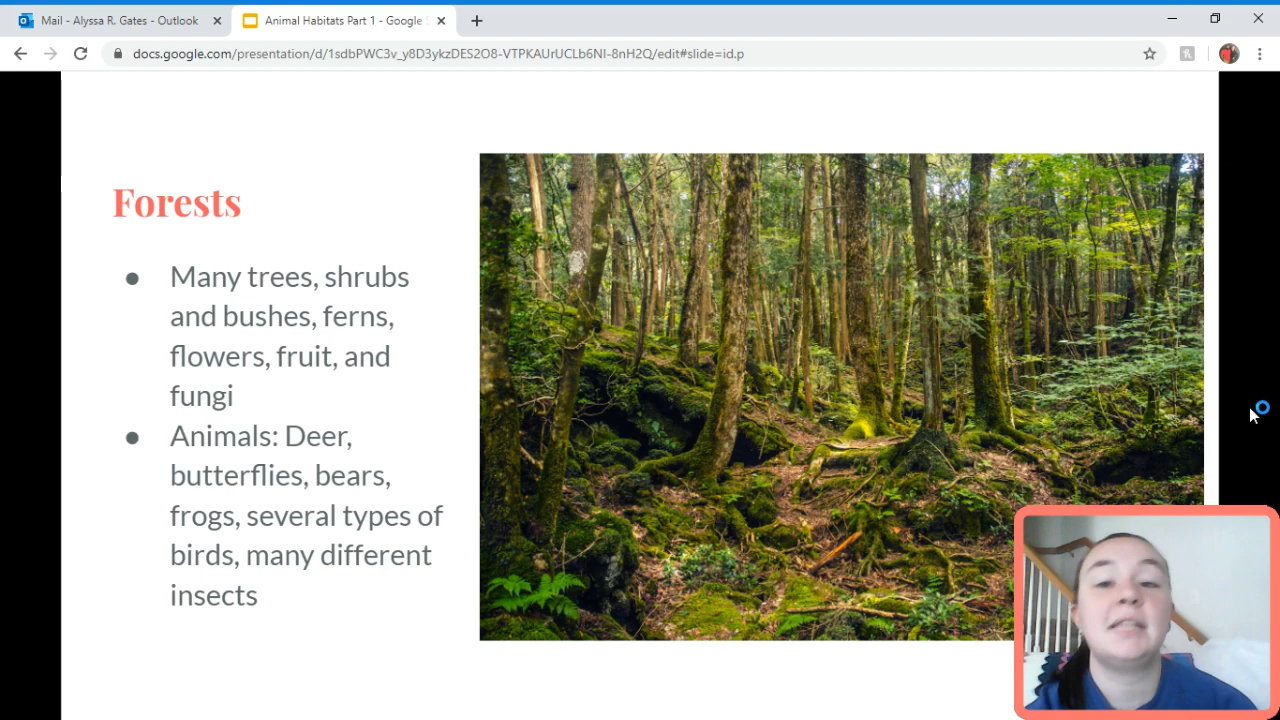 Mail - Alyssa R. Gates - Outlook
Animal Habitats Part 1 - Google S
docs.google.com/presentation/d/1sdbPWC3v_y8D3ykzDES2O8-VTPKAUrUCLb6NI-8nH2Q/edit#slide=id.p
Forests
● Many trees, shrubs
and bushes, ferns,
flowers, fruit, and
fungi
● Animals: Deer,
butterflies, bears,
frogs, several types of
birds, many different
insects